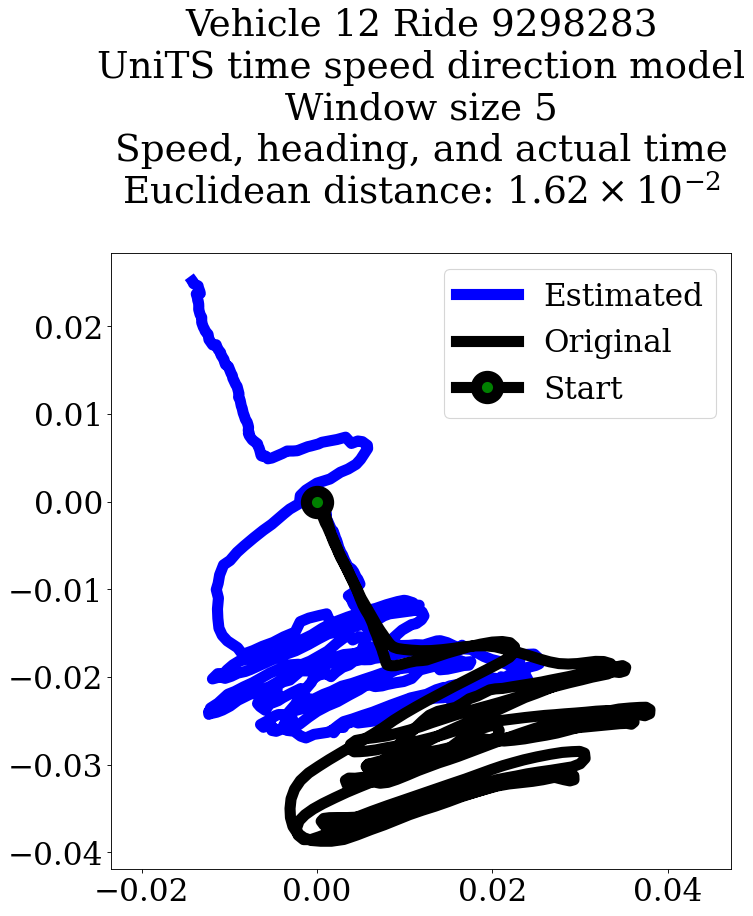 Vehicle 12 Ride 9298283
UniTS time speed direction model
Window size 5
Speed, heading, and actual time
Euclidean distance: 1.62 × 10⁻²
Estimated
Original
Start
0.02
0.01
0.00
−0.01
−0.02
−0.03
−0.04
−0.02 0.00 0.02 0.04